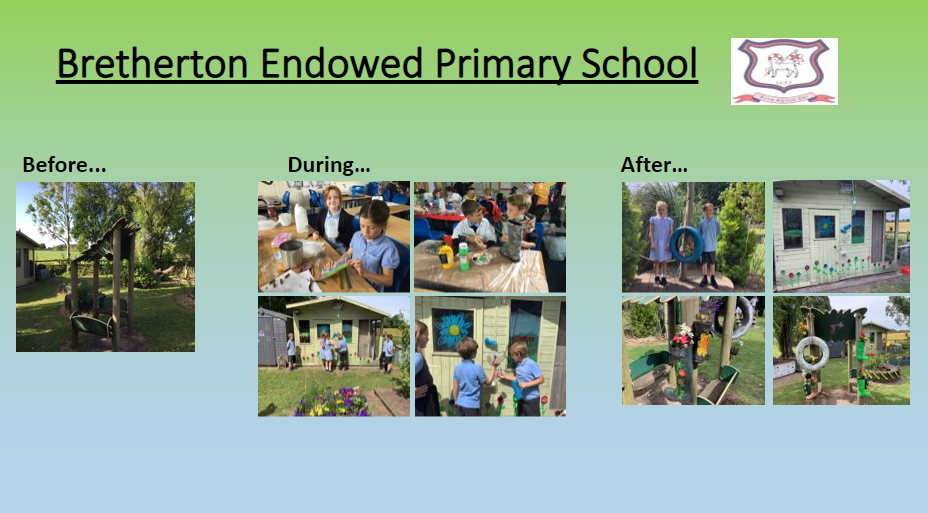 Bretherton Endowed Primary School
Before...
During...
After...